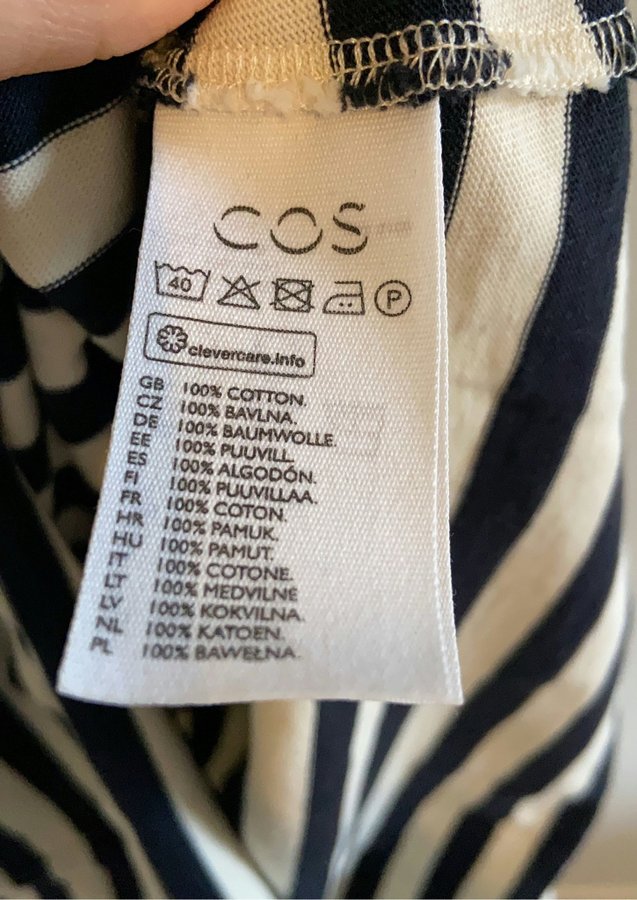 COS
40 P
clevercare.info
GB 100% COTTON.
CZ 100% BAVLNA.
DE 100% BAUMWOLLE.
EE 100% PUUVILL.
ES 100% ALGODÓN.
FI 100% PUUVILLAA.
FR 100% COTON.
HR 100% PAMUK.
HU 100% PAMUT.
IT 100% COTONE.
LT 100% MEDVILNE
LV 100% KOKVILNA.
NL 100% KATOEN.
PL 100% BAWEŁNA.